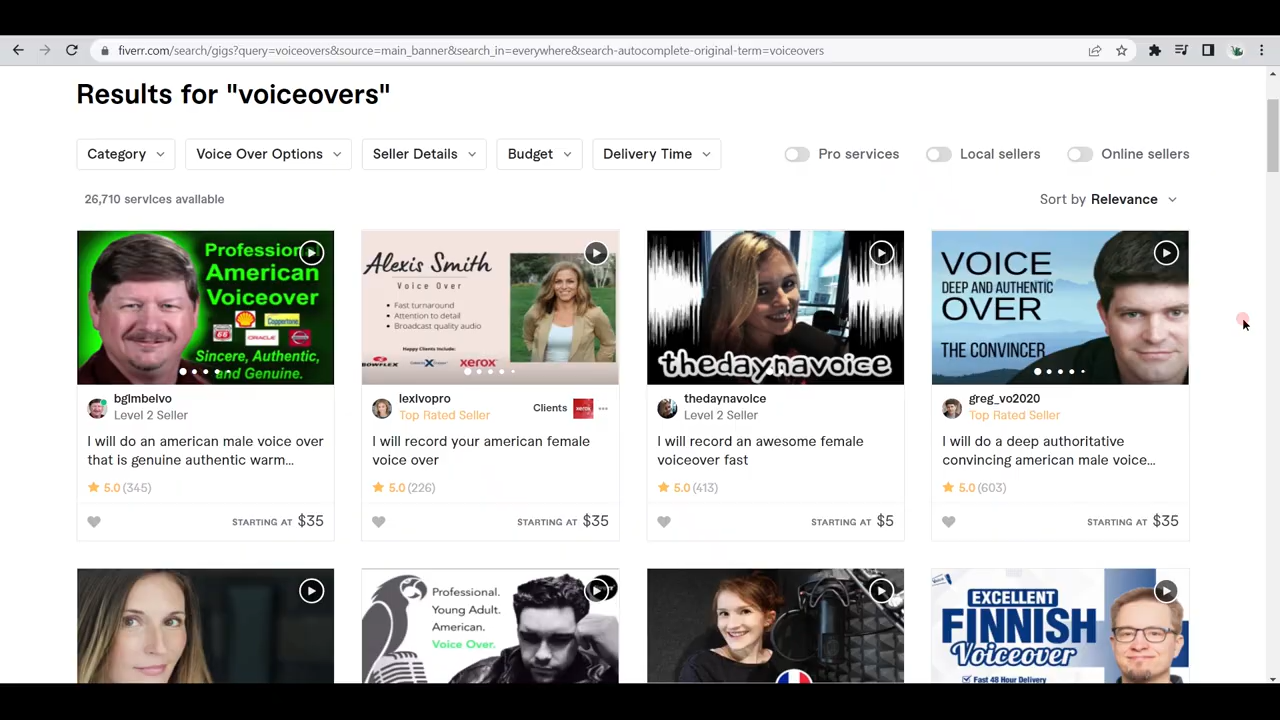 fiverr.com/search/gigs?query=voiceovers&source=main_banner&search_in=everywhere&search-autocomplete-original-term=voiceovers
Results for "voiceovers"
Category
Voice Over Options
Seller Details
Budget
Delivery Time
Pro services
Local sellers
Online sellers
26,710 services available
Sort by Relevance
Professional
American
Voiceover
Coppertone
66
ORACLE
Sincere, Authentic,
and Genuine.
bglmbelvo
Level 2 Seller
I will do an american male voice over
that is genuine authentic warm...
5.0 (345)
STARTING AT $35
Alexis Smith
Voice Over
• Fast turnaround
• Attention to detail
• Broadcast quality audio
Happy Clients Include:
BOWFLEX
xerox
lexivopro
Top Rated Seller
Clients
xerox
I will record your american female
voice over
5.0 (226)
STARTING AT $35
thedaynavoice
thedaynavoice
Level 2 Seller
I will record an awesome female
voiceover fast
5.0 (413)
STARTING AT $5
VOICE
DEEP AND AUTHENTIC
OVER
THE CONVINCER
greg_vo2020
Top Rated Seller
I will do a deep authoritative
convincing american male voice...
5.0 (603)
STARTING AT $35
Professional.
Young Adult.
American.
Voice Over.
EXCELLENT
FINNISH
Voiceover
Fast 48 Hour Delivery